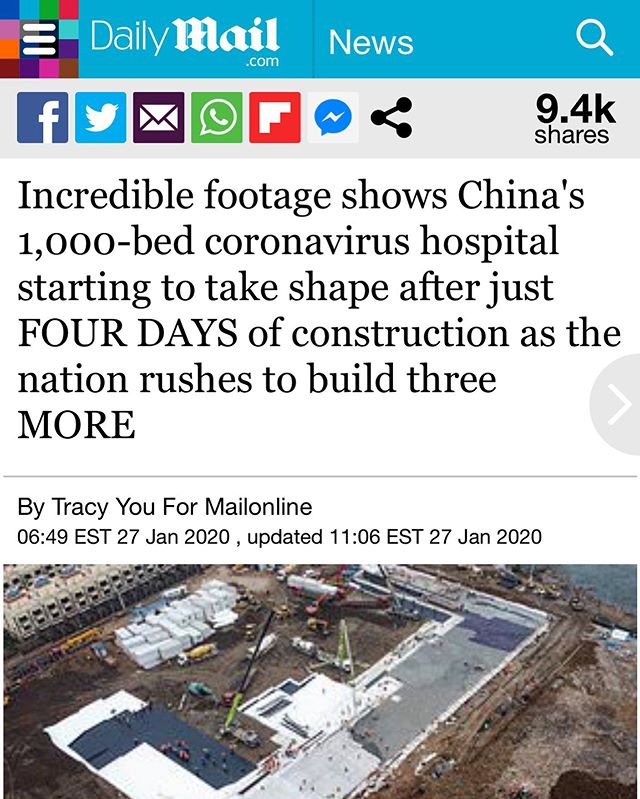 Daily Mail
.com
News
9.4k
shares
Incredible footage shows China's
1,000-bed coronavirus hospital
starting to take shape after just
FOUR DAYS of construction as the
nation rushes to build three
MORE
By Tracy You For Mailonline
06:49 EST 27 Jan 2020 , updated 11:06 EST 27 Jan 2020